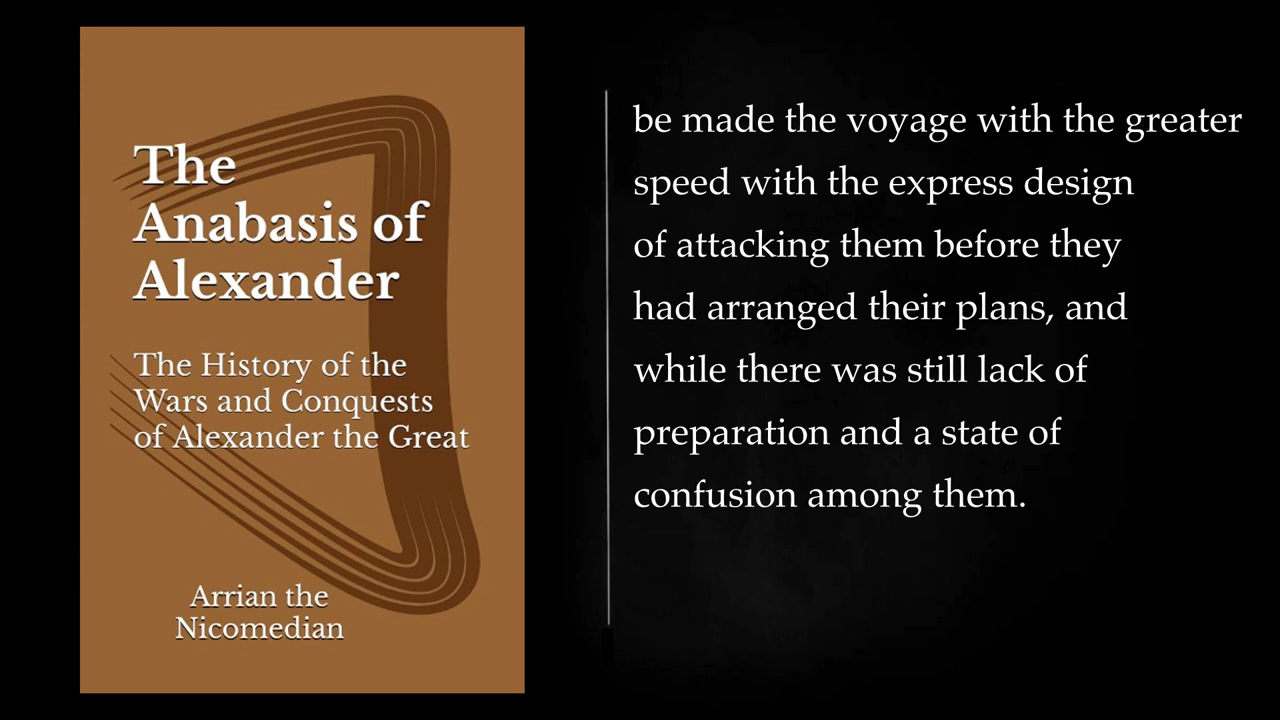 The
Anabasis of
Alexander
The History of the
Wars and Conquests
of Alexander the Great
Arrian the
Nicomedian
be made the voyage with the greater
speed with the express design
of attacking them before they
had arranged their plans, and
while there was still lack of
preparation and a state of
confusion among them.